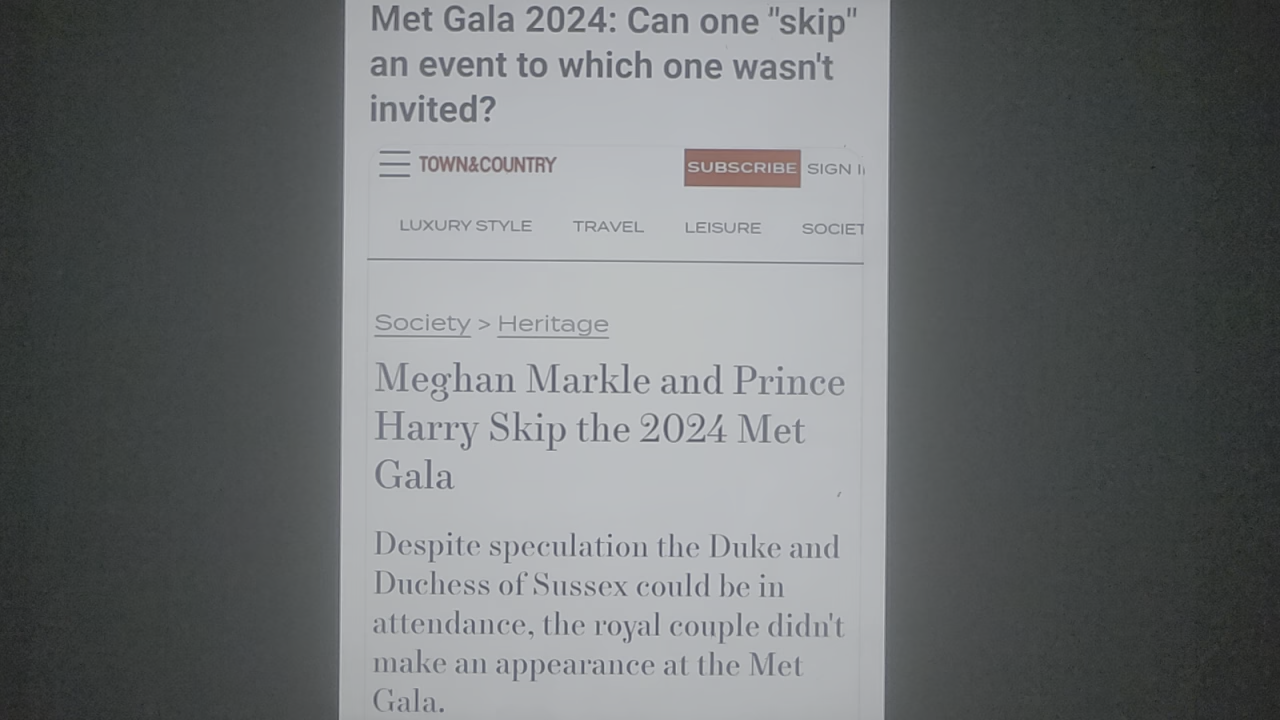 Met Gala 2024: Can one "skip"
an event to which one wasn't
invited?
TOWN&COUNTRY
SUBSCRIBE SIGN I
LUXURY STYLE TRAVEL LEISURE SOCIET
Society > Heritage
Meghan Markle and Prince
Harry Skip the 2024 Met
Gala
Despite speculation the Duke and
Duchess of Sussex could be in
attendance, the royal couple didn't
make an appearance at the Met
Gala.